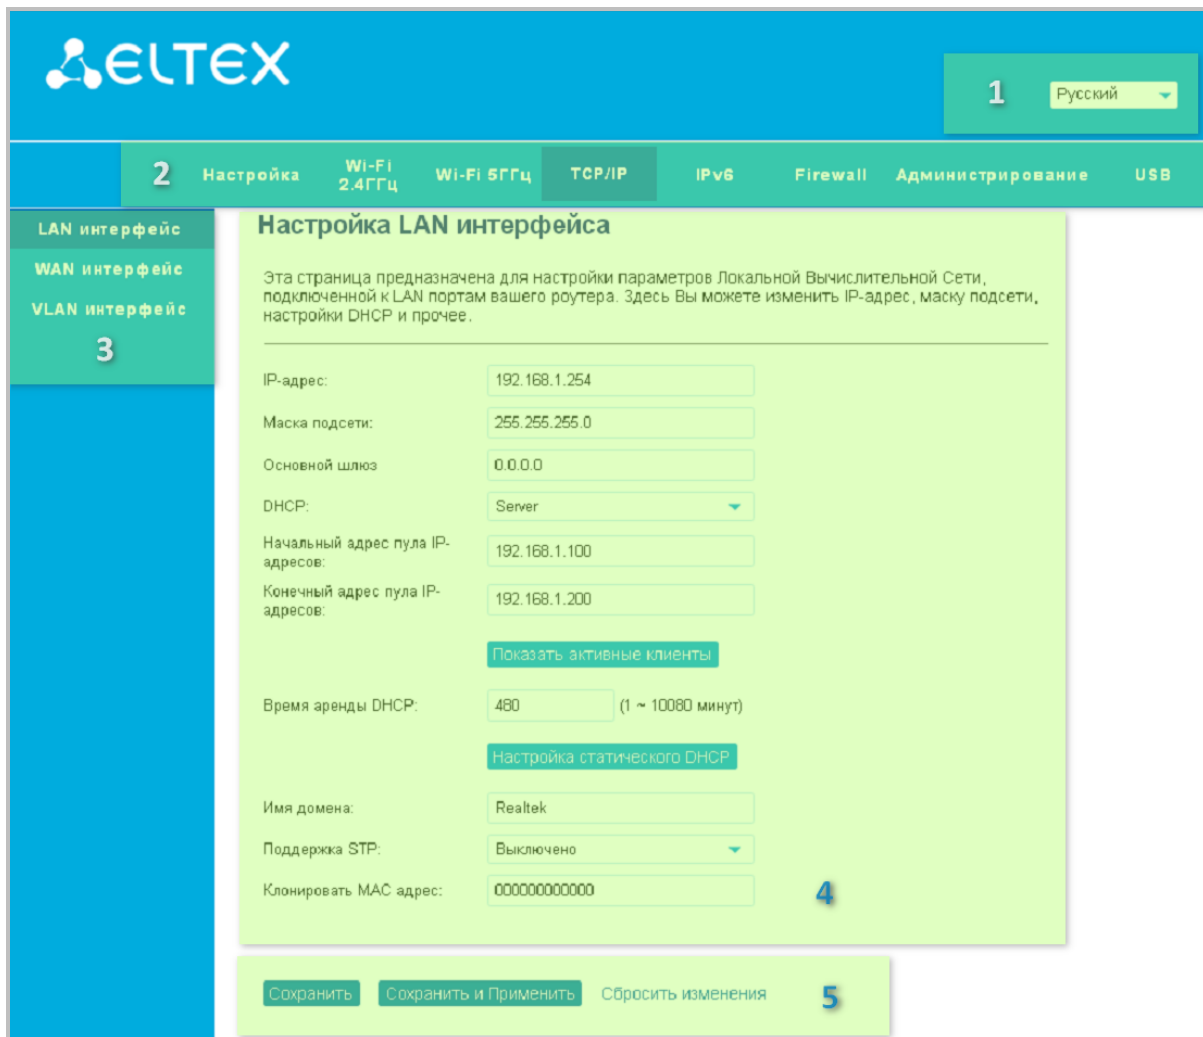 ELTEX
1
Русский
2
Настройка
Wi-Fi
2.4ГГц
Wi-Fi 5ГГц
TCP/IP
IPv6
Firewall
Администрирование
USB
LAN интерфейс
WAN интерфейс
VLAN интерфейс
3
Настройка LAN интерфейса
Эта страница предназначена для настройки параметров Локальной Вычислительной Сети,
подключенной к LAN портам вашего роутера. Здесь Вы можете изменить IP-адрес, маску подсети,
настройки DHCP и прочее.
IP-адрес:
192.168.1.254
Маска подсети:
255.255.255.0
Основной шлюз
0.0.0.0
DHCP:
Server
Начальный адрес пула IP-
адресов:
192.168.1.100
Конечный адрес пула IP-
адресов:
192.168.1.200
Показать активные клиенты
Время аренды DHCP:
480
(1 ~ 10080 минут)
Настройка статического DHCP
Имя домена:
Realtek
Поддержка STP:
Выключено
Клонировать MAC адрес:
000000000000
4
Сохранить
Сохранить и Применить
Сбросить изменения
5